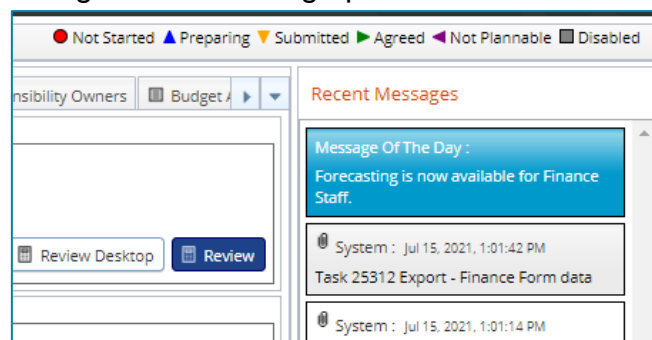 Not Started Preparing Submitted Agreed Not Plannable Disabled
nsibility Owners Budget
Recent Messages
Message Of The Day :
Forecasting is now available for Finance
Staff.
Review Desktop Review
System : Jul 15, 2021, 1:01:42 PM
Task 25312 Export - Finance Form data
System : Jul 15, 2021, 1:01:14 PM